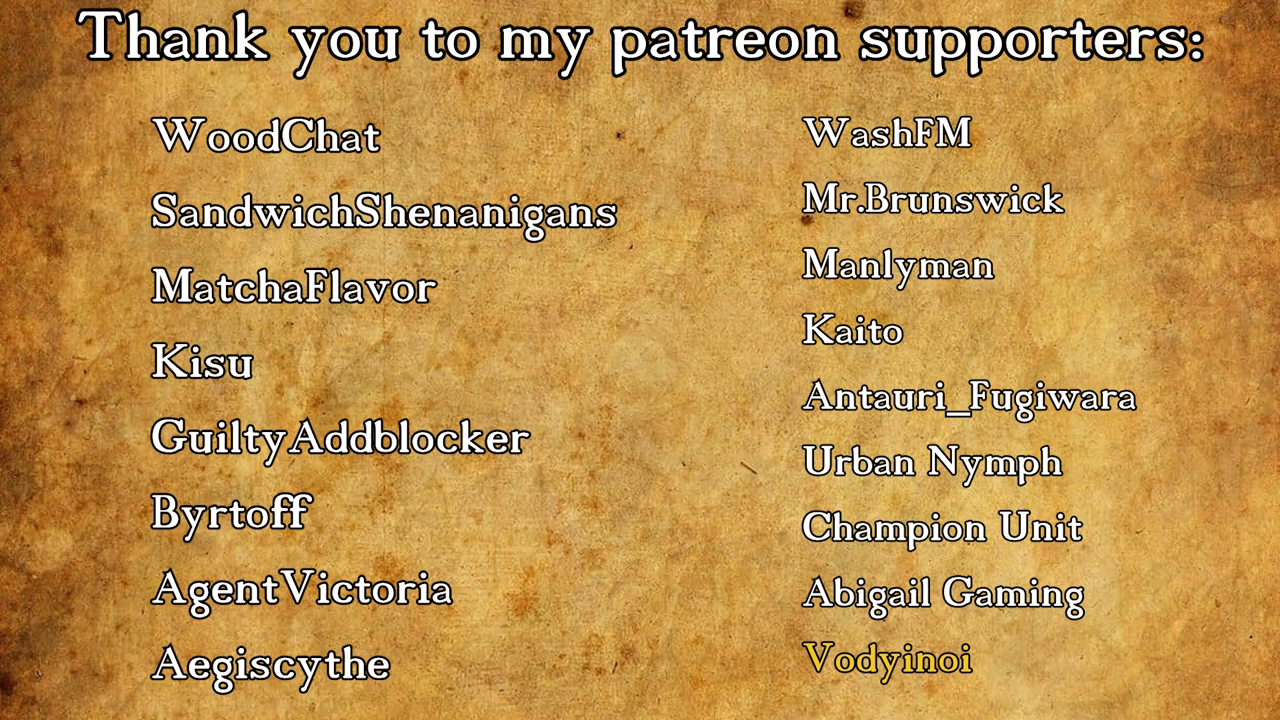 Thank you to my patreon supporters:
WoodChat
SandwichShenanigans
MatchaFlavor
Kisu
GuiltyAddblocker
Byrtoff
AgentVictoria
Aegiscythe
WashFM
Mr.Brunswick
Manlyman
Kaito
Antauri_Fugiwara
Urban Nymph
Champion Unit
Abigail Gaming
Vodyinoi